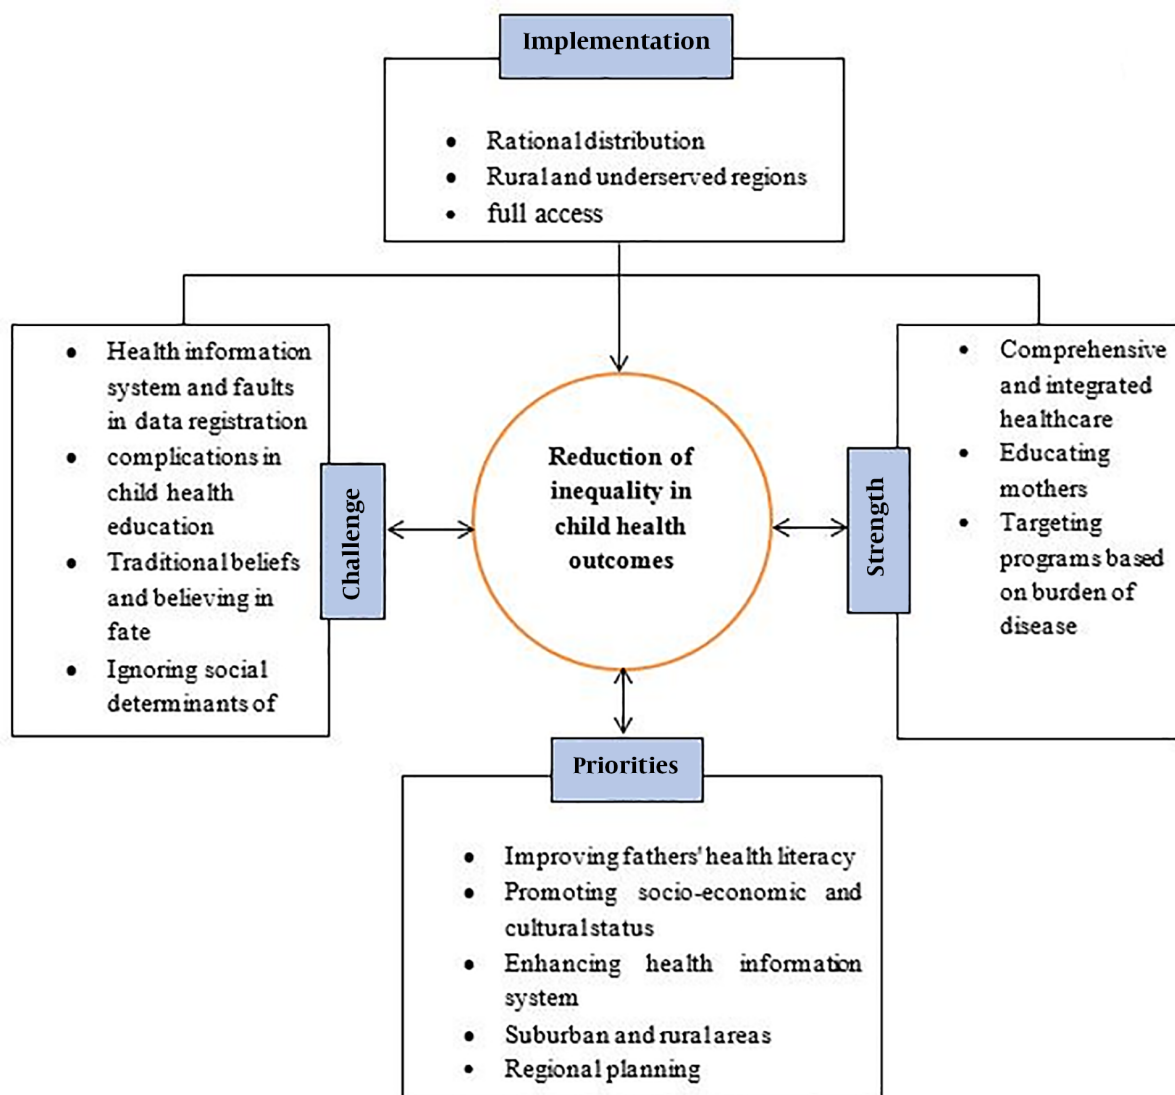 Implementation
• Rational distribution
• Rural and underserved regions
• full access
• Health information
system and faults
in data registration
• complications in
child health
education
• Traditional beliefs
and believing in
fate
• Ignoring social
determinants of
Challenge
Reduction of
inequality in
child health
outcomes
Strength
• Comprehensive
and integrated
healthcare
• Educating
mothers
• Targeting
programs based
on burden of
disease
Priorities
• Improving fathers' health literacy
• Promoting socio-economic and
cultural status
• Enhancing health information
system
• Suburban and rural areas
• Regional planning